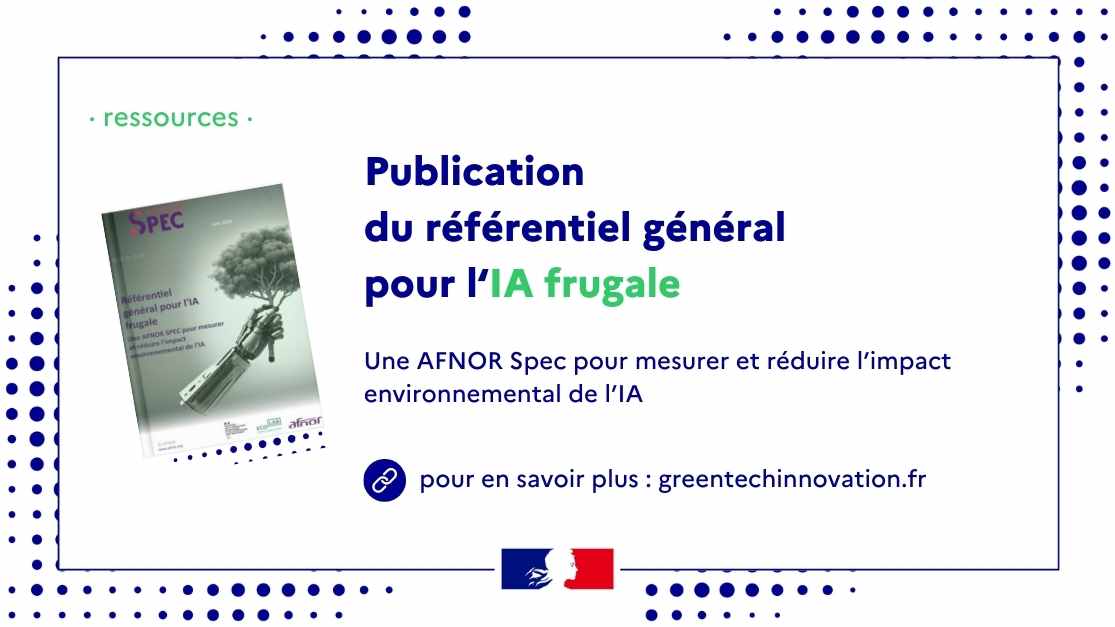 · ressources ·
Publication
du référentiel général
pour l‘IA frugale
Une AFNOR Spec pour mesurer et réduire l’impact
environnemental de l’IA
pour en savoir plus : greentechinnovation.fr
SPEC
Référentiel
général pour l’IA
frugale
Une AFNOR SPEC pour mesurer
et réduire l’impact
environnemental de l’IA
afnor